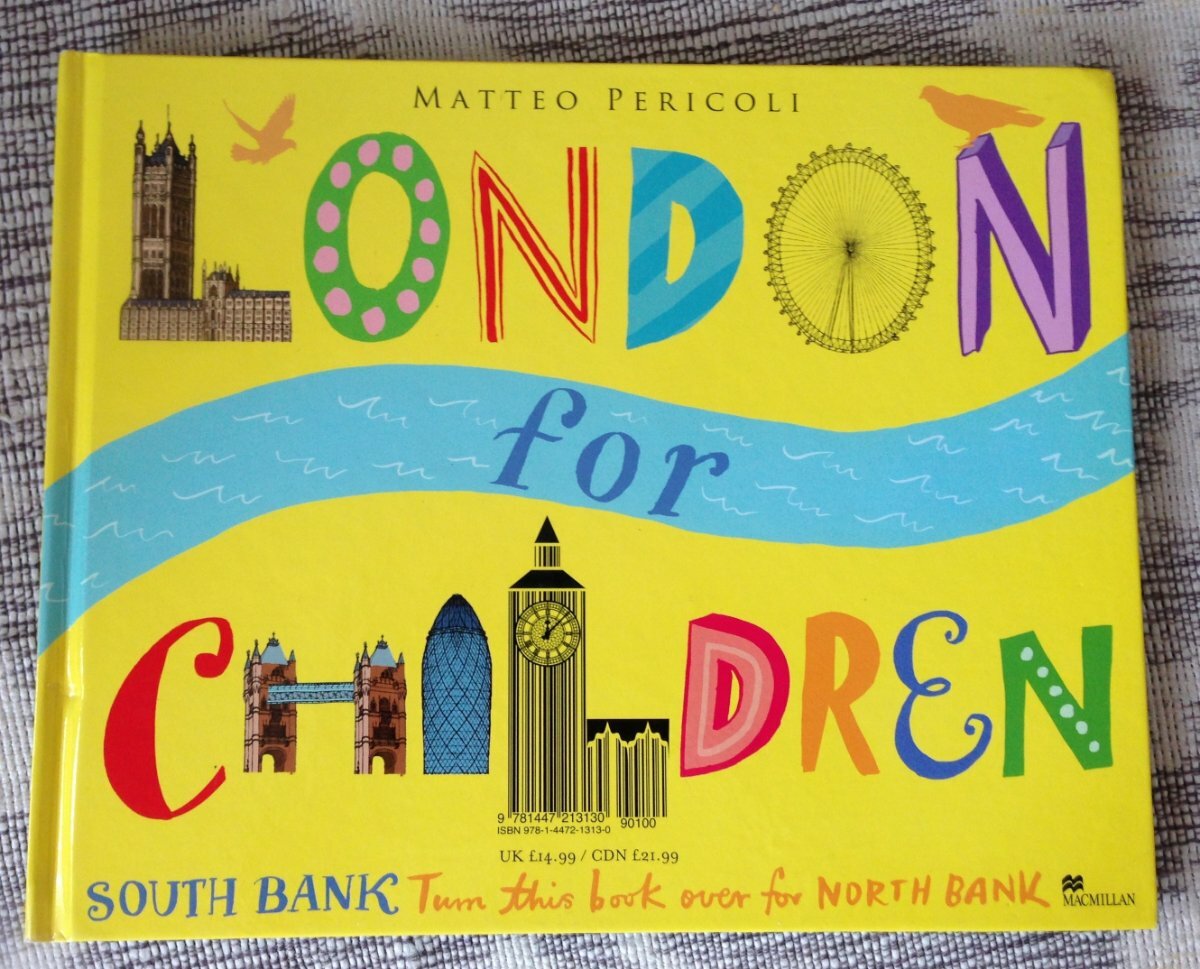 MATTEO PERICOLI
LONDON
for
CHILDREN
9 781447 213130
90100
ISBN 978-1-4472-1313-0
UK £14.99 / CDN £21.99
SOUTH BANK Turn this book over for NORTH BANK
MACMILLAN